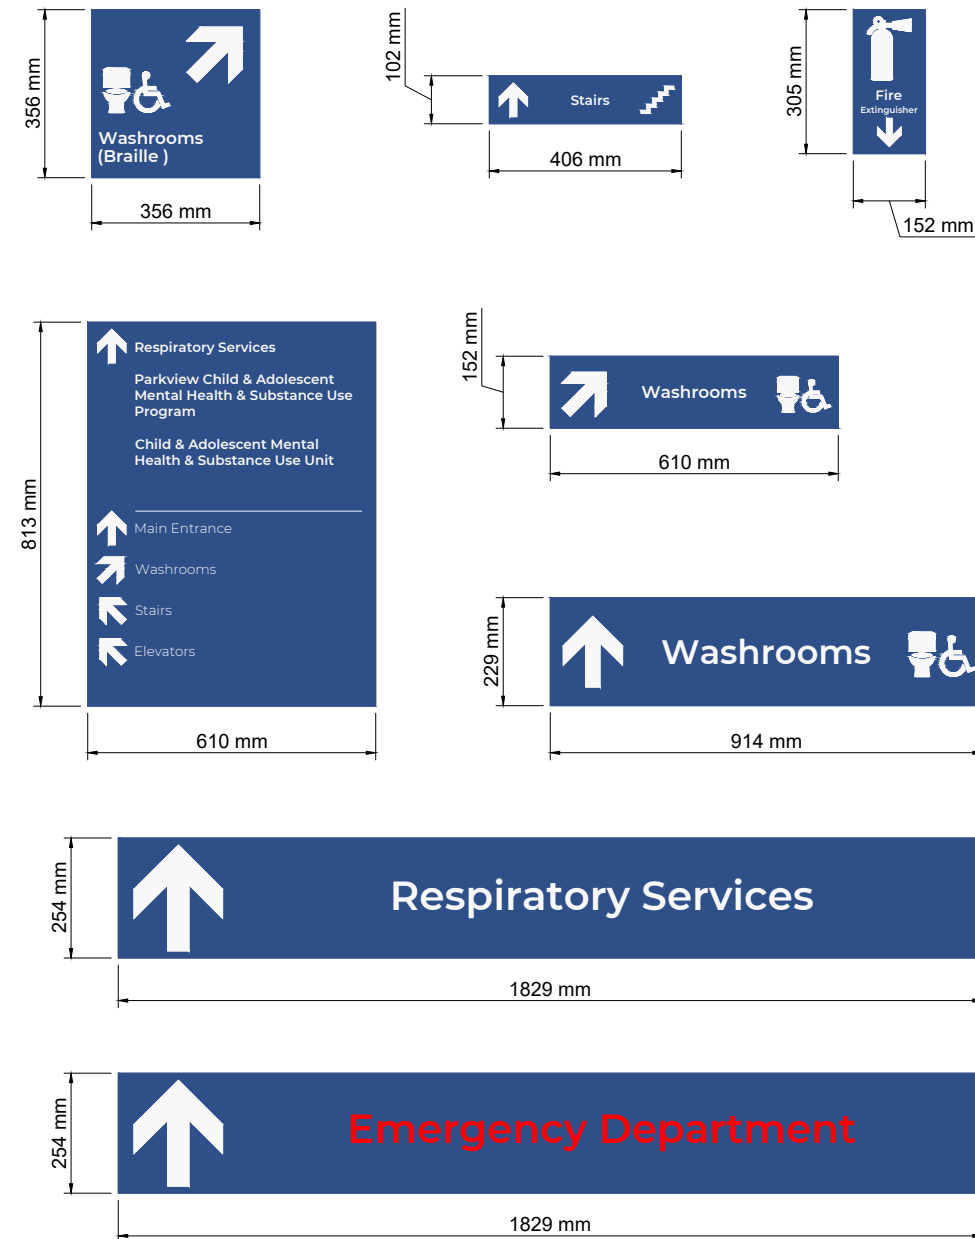 356 mm
Washrooms
(Braille )
356 mm
102 mm
Stairs
406 mm
305 mm
Fire
Extinguisher
152 mm
813 mm
Respiratory Services
Parkview Child & Adolescent
Mental Health & Substance Use
Program
Child & Adolescent Mental
Health & Substance Use Unit
Main Entrance
Washrooms
Stairs
Elevators
610 mm
152 mm
Washrooms
610 mm
229 mm
Washrooms
914 mm
254 mm
Respiratory Services
1829 mm
254 mm
Emergency Department
1829 mm